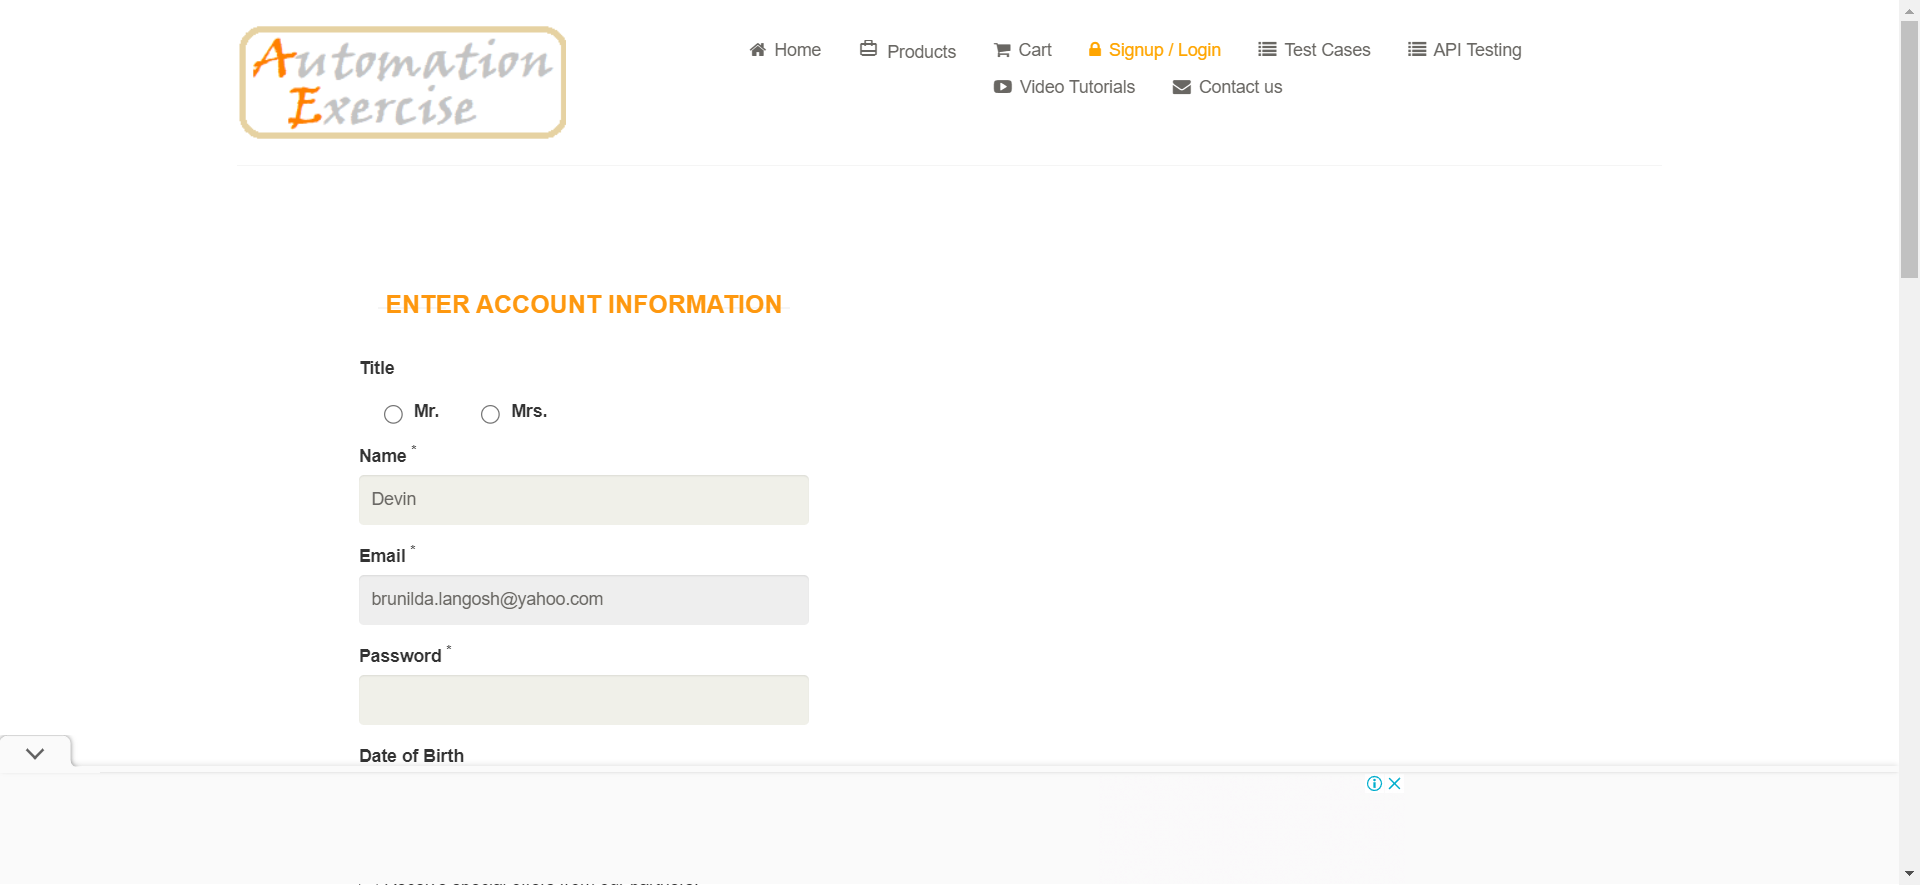 Automation
Exercise
Home
Products
Cart
Signup / Login
Test Cases
API Testing
Video Tutorials
Contact us
ENTER ACCOUNT INFORMATION
Title
Mr.
Mrs.
Name *
Devin
Email *
brunilda.langosh@yahoo.com
Password *
Date of Birth